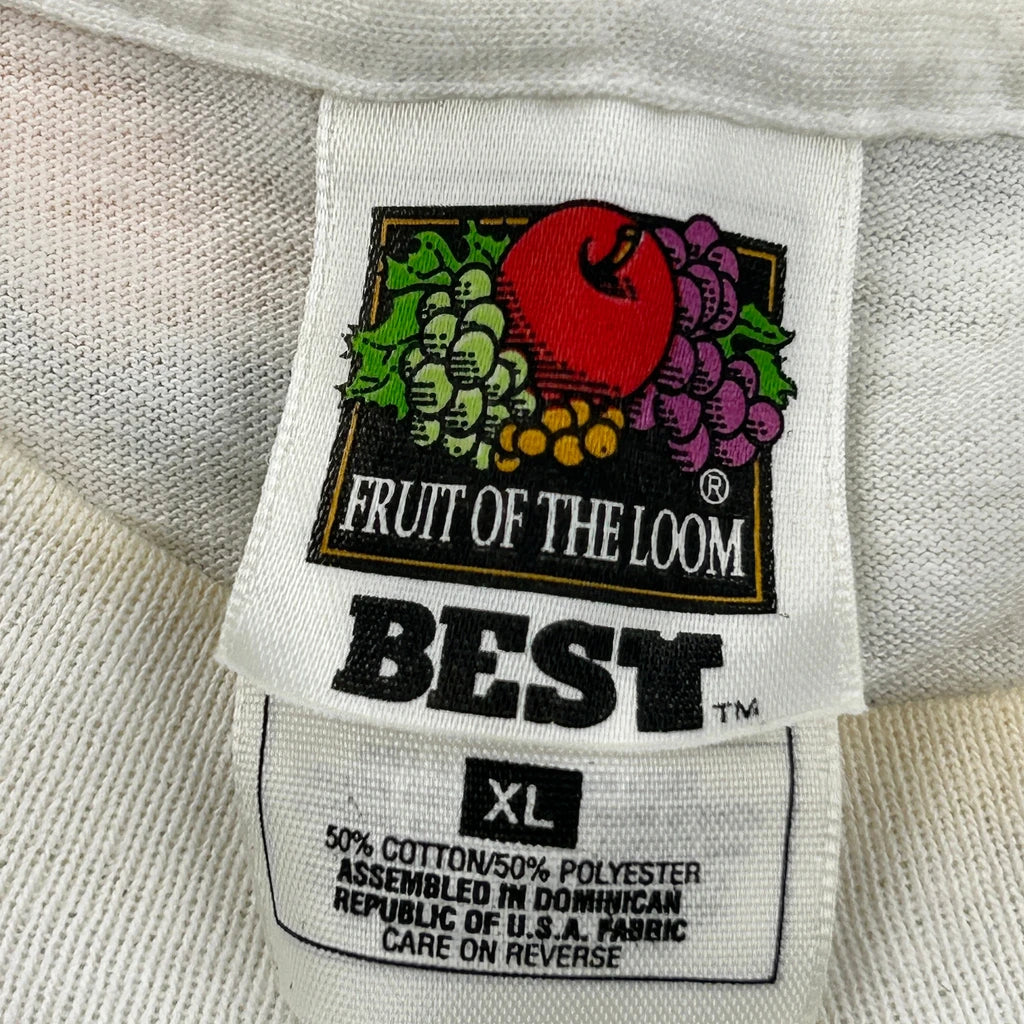 ®
FRUIT OF THE LOOM
BEST™
XL
50% COTTON/50% POLYESTER
ASSEMBLED IN DOMINICAN
REPUBLIC OF U.S.A. FABRIC
CARE ON REVERSE